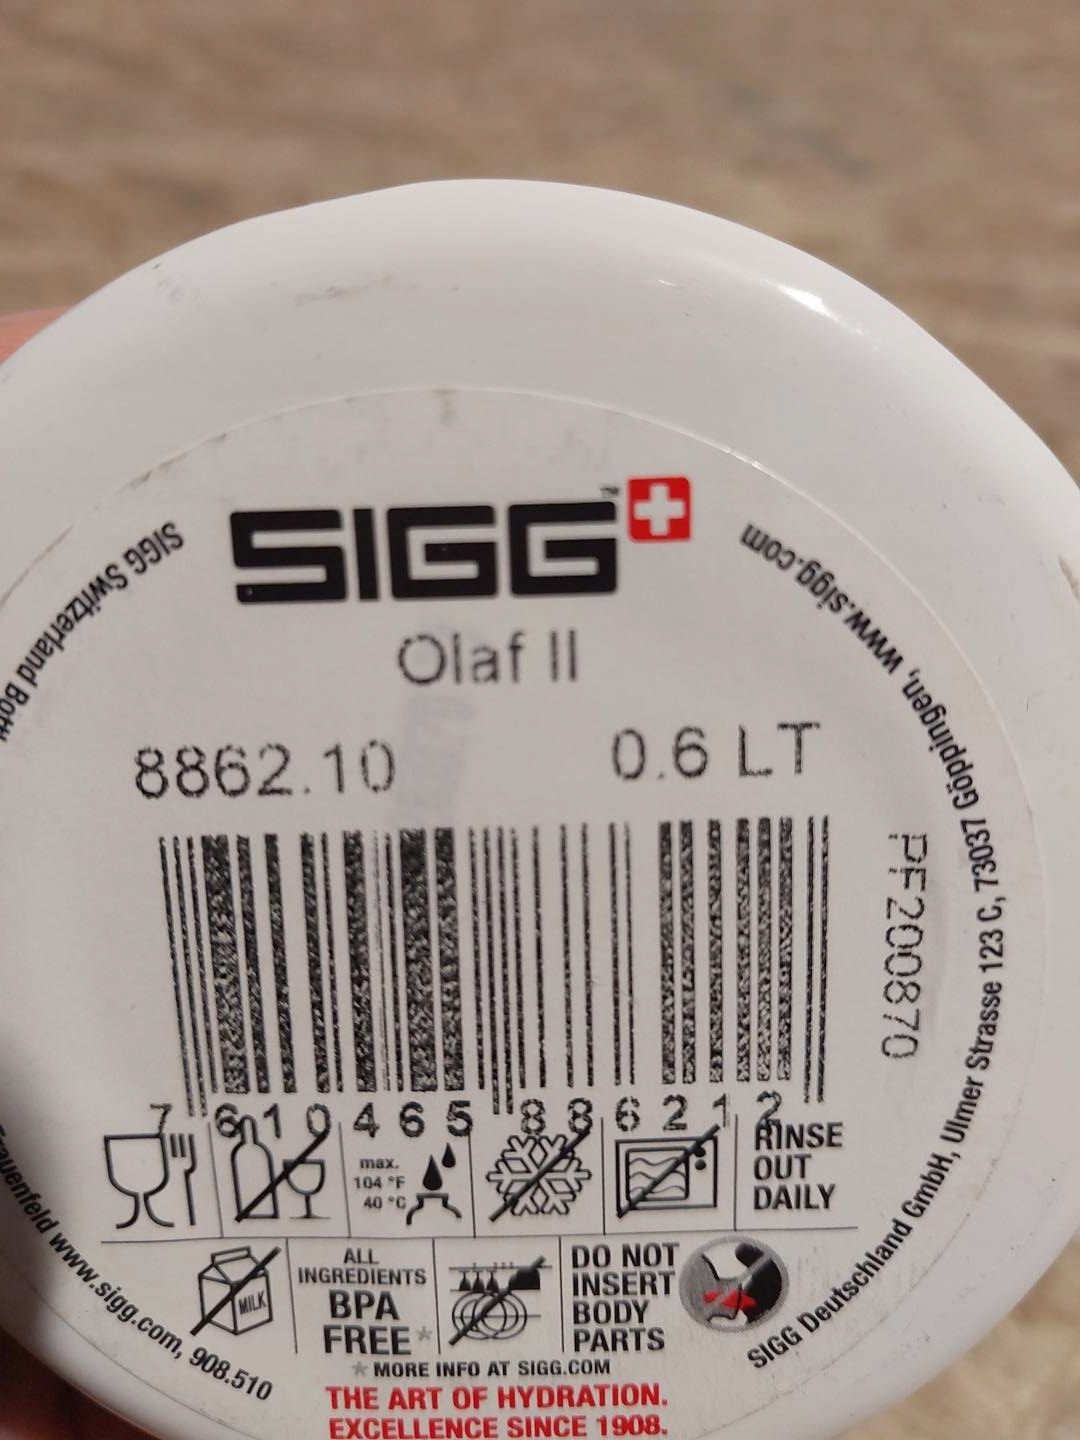 SIGG™
Olaf II
8862.10 0.6 LT
7 610465 886212
PF200870
max.
104 °F
40 °C
RINSE
OUT
DAILY
MILK
ALL
INGREDIENTS
BPA
FREE*
DO NOT
INSERT
BODY
PARTS
* MORE INFO AT SIGG.COM
THE ART OF HYDRATION.
EXCELLENCE SINCE 1908.
SIGG Switzerland
www.sigg.com, 908.510
SIGG Deutschland GmbH, Ulmer Strasse 123 C, 73037 Göppingen, www.sigg.com